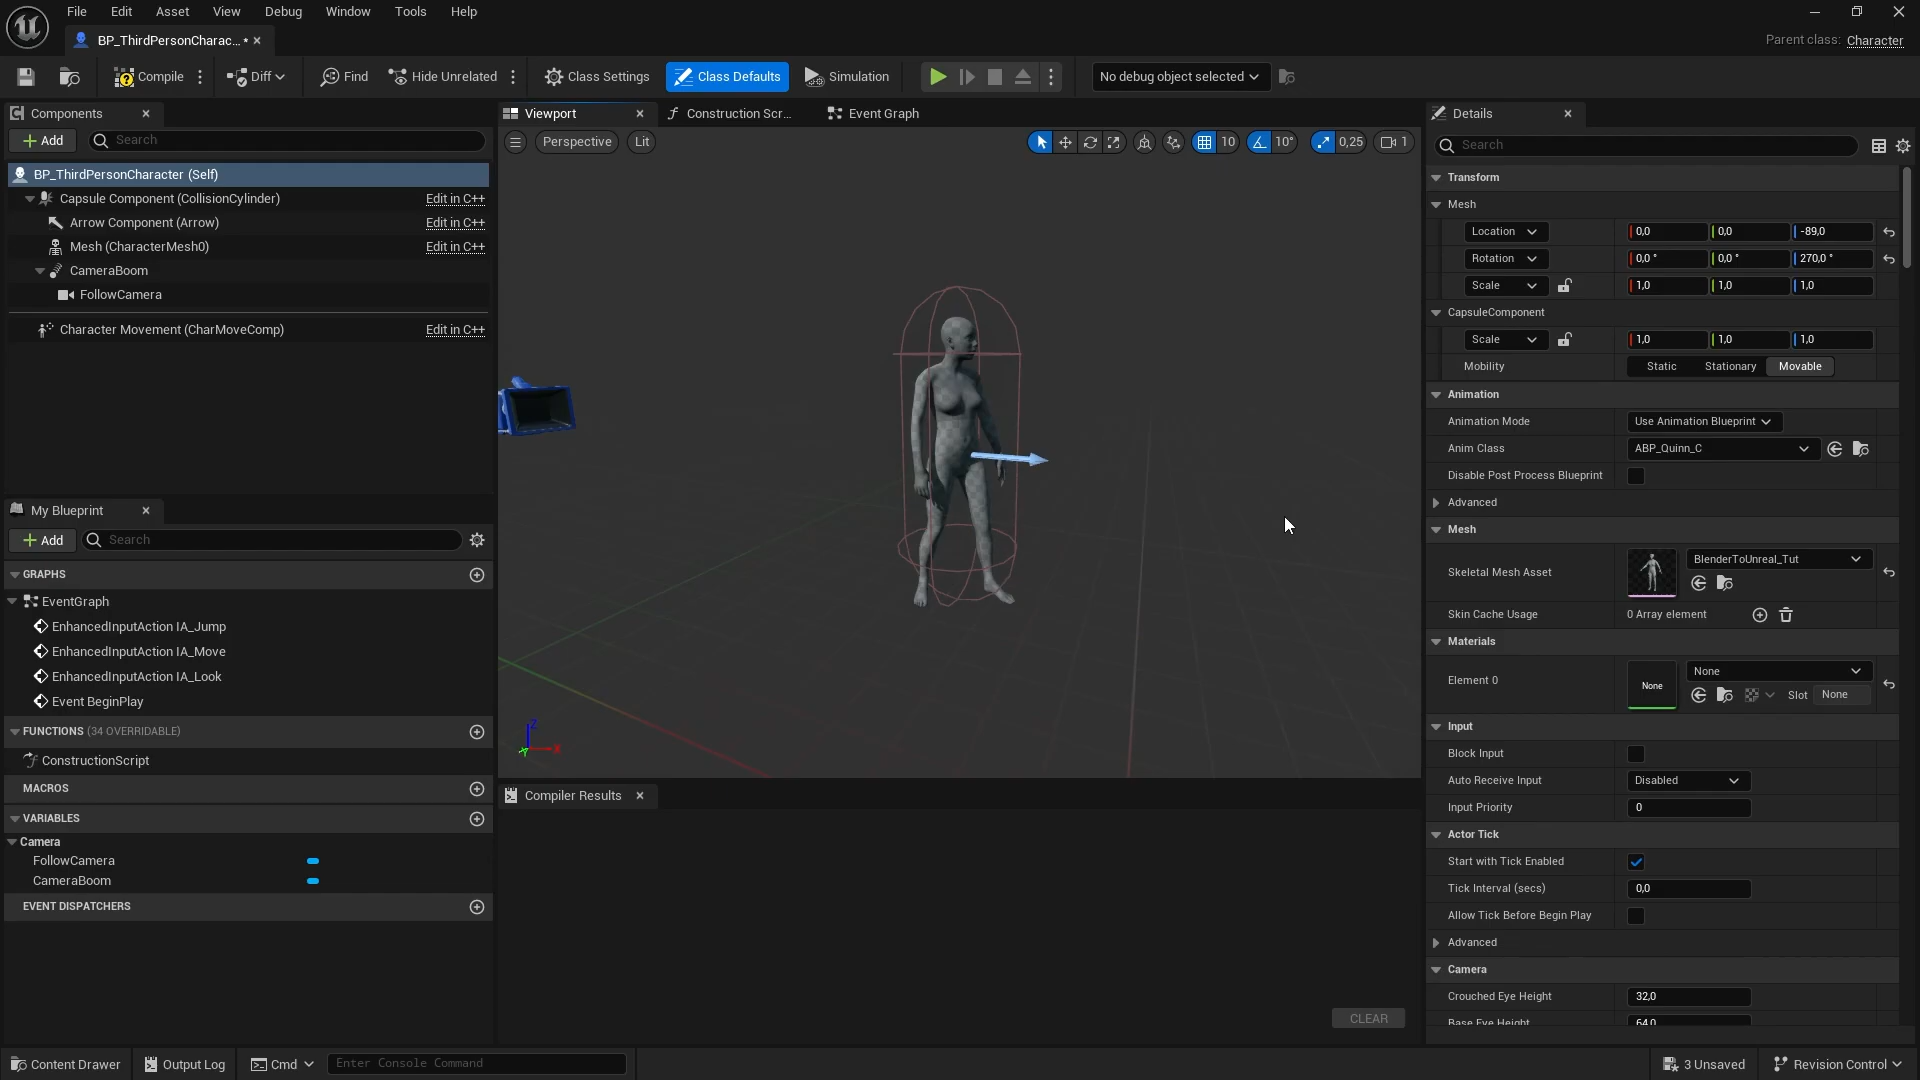 File Edit Asset View Debug Window Tools Help
BP_ThirdPersonCharac... •
Parent class: Character
Compile Diff Find Hide Unrelated Class Settings Class Defaults Simulation No debug object selected
Components
Add Search
BP_ThirdPersonCharacter (Self)
Capsule Component (CollisionCylinder) Edit in C++
Arrow Component (Arrow) Edit in C++
Mesh (CharacterMesh0) Edit in C++
CameraBoom
FollowCamera
Character Movement (CharMoveComp) Edit in C++
My Blueprint
Add Search
GRAPHS
EventGraph
EnhancedInputAction IA_Jump
EnhancedInputAction IA_Move
EnhancedInputAction IA_Look
Event BeginPlay
FUNCTIONS (34 OVERRIDABLE)
ConstructionScript
MACROS
VARIABLES
Camera
FollowCamera
CameraBoom
EVENT DISPATCHERS
Viewport Construction Scr... Event Graph
Perspective Lit 10 10° 0,25 1
Z
X
Y
Compiler Results
CLEAR
Details
Search
Transform
Mesh
Location 0,0 0,0 -89,0
Rotation 0,0 ° 0,0 ° 270,0 °
Scale 1,0 1,0 1,0
CapsuleComponent
Scale 1,0 1,0 1,0
Mobility Static Stationary Movable
Animation
Animation Mode Use Animation Blueprint
Anim Class ABP_Quinn_C
Disable Post Process Blueprint
Advanced
Mesh
Skeletal Mesh Asset BlenderToUnreal_Tut
Skin Cache Usage 0 Array element
Materials
Element 0 None None
Slot None
Input
Block Input
Auto Receive Input Disabled
Input Priority 0
Actor Tick
Start with Tick Enabled
Tick Interval (secs) 0,0
Allow Tick Before Begin Play
Advanced
Camera
Crouched Eye Height 32,0
Base Eye Height 64,0
Content Drawer Output Log Cmd Enter Console Command 3 Unsaved Revision Control